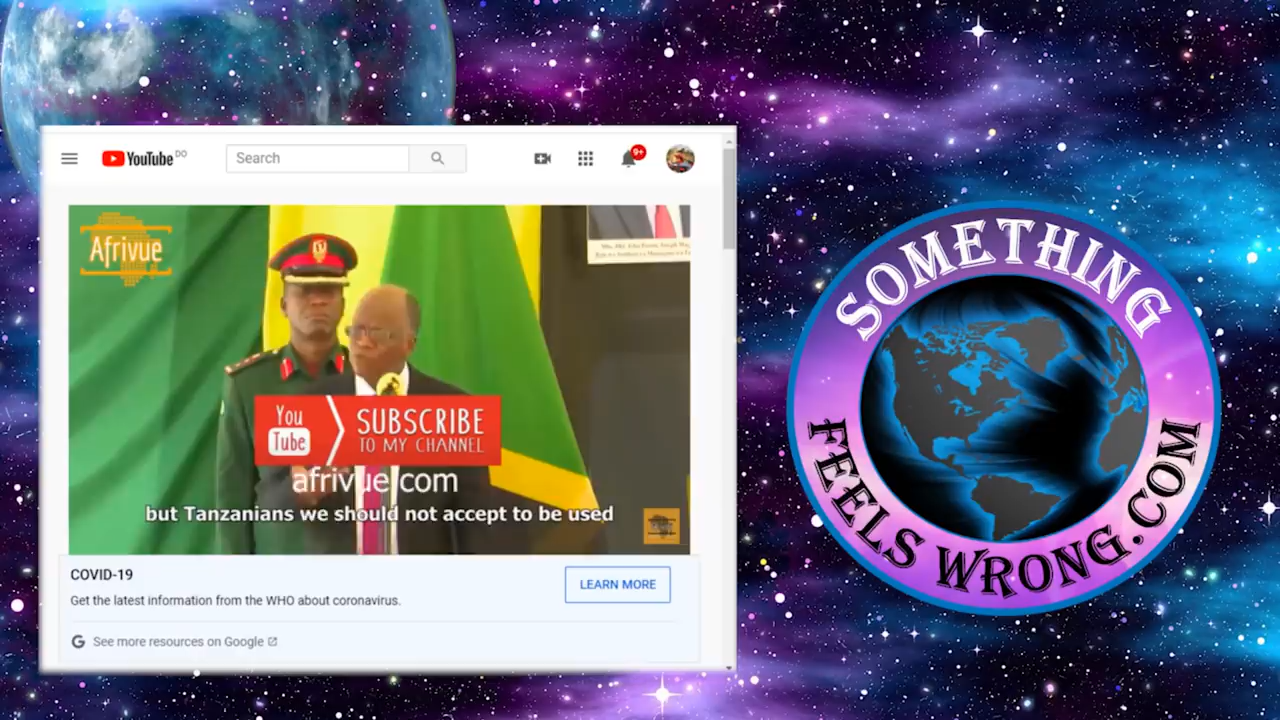 YouTube DO
Search
9+
Afrivue
You
Tube
SUBSCRIBE
TO MY CHANNEL
afrivue.com
but Tanzanians we should not accept to be used
COVID-19
Get the latest information from the WHO about coronavirus.
LEARN MORE
G See more resources on Google
SOMETHING
FEELS WRONG.COM